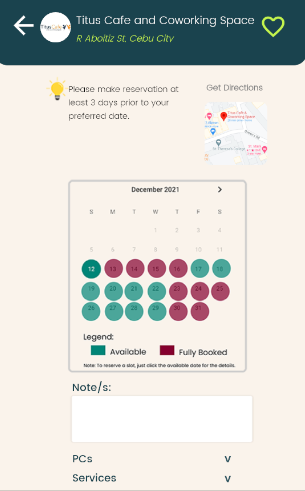 Titus Cafe and Coworking Space
R Aboitiz St. Cebu City
Please make reservation at
least 3 days prior to your
preferred date.
Get Directions
December 2021 >
S M T W T F S
1 2 3 4
5 6 7 8 9 10 11
12 13 14 15 16 17 18
19 20 21 22 23 24 25
26 27 28 29 30 31
Legend:
Available Fully Booked
Note: To reserve a slot, just click the available date for the details.
Note/s:
PCs v
Services v